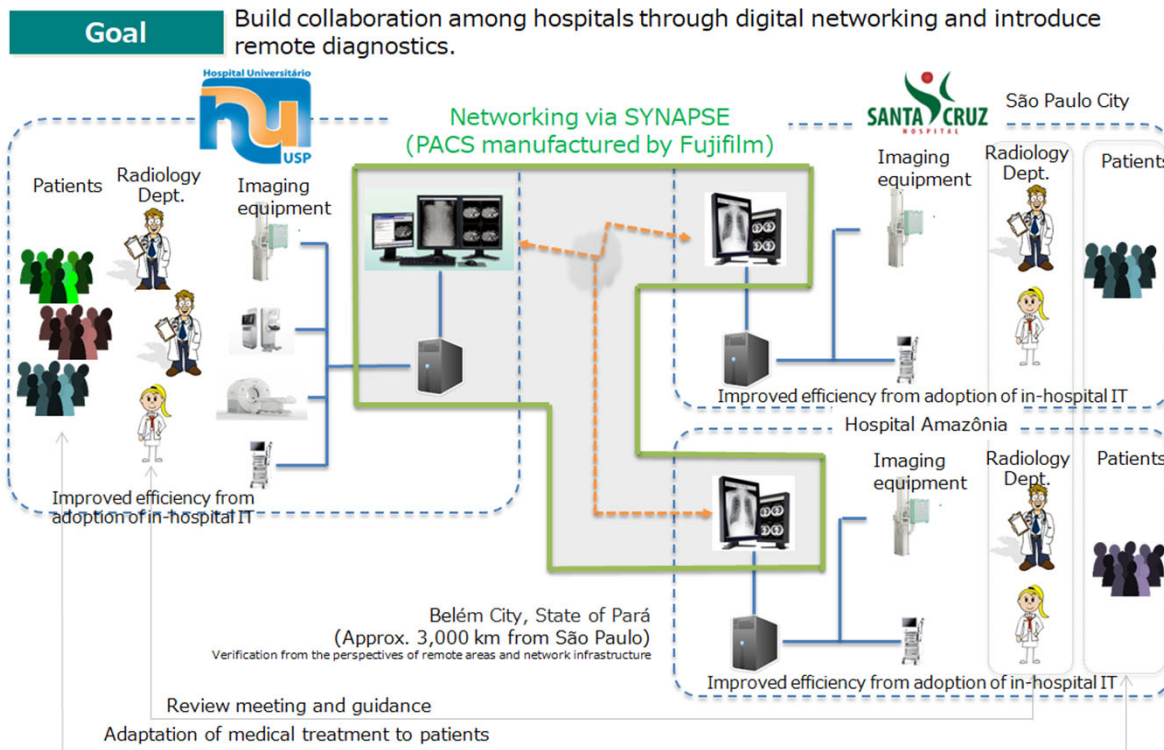 Goal
Build collaboration among hospitals through digital networking and introduce
remote diagnostics.
Hospital Universitário
hu
USP
Networking via SYNAPSE
(PACS manufactured by Fujifilm)
SANTA CRUZ
HOSPITAL
São Paulo City
Patients
Radiology
Dept.
Imaging
equipment
Imaging
equipment
Radiology
Dept.
Patients
Improved efficiency from adoption of in-hospital IT
Hospital Amazônia
Imaging
equipment
Radiology
Dept.
Patients
Improved efficiency from
adoption of in-hospital IT
Belém City, State of Pará
(Approx. 3,000 km from São Paulo)
Verification from the perspectives of remote areas and network infrastructure
Improved efficiency from adoption of in-hospital IT
Review meeting and guidance
Adaptation of medical treatment to patients